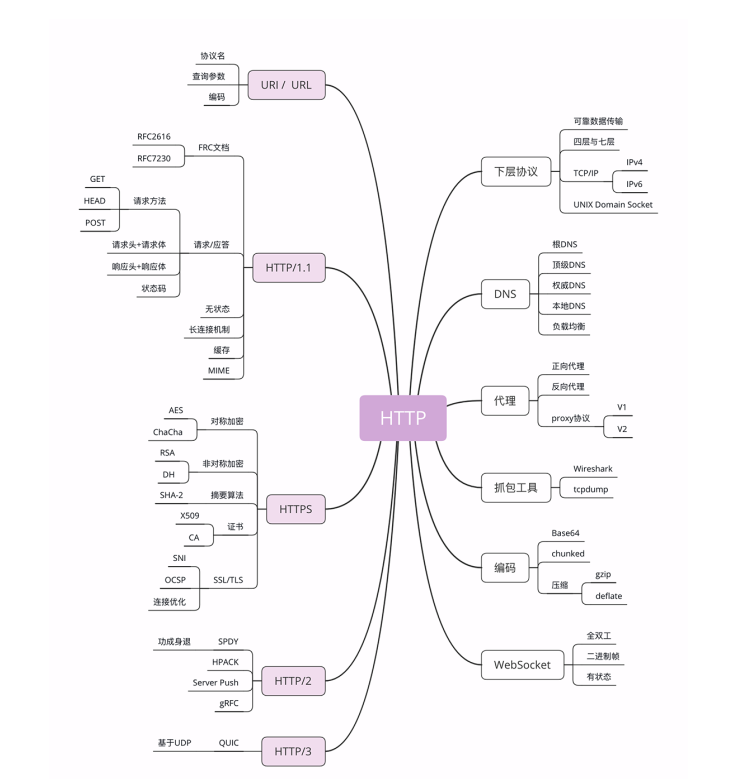 协议名
查询参数
编码
URI / URL
RFC2616
RFC7230
FRC文档
GET
HEAD
POST
请求方法
请求头+请求体
响应头+响应体
状态码
请求/应答
无状态
长连接机制
缓存
MIME
HTTP/1.1
AES
ChaCha
对称加密
RSA
DH
非对称加密
SHA-2
摘要算法
X509
CA
证书
SNI
OCSP
连接优化
SSL/TLS
HTTPS
功成身退
SPDY
HPACK
Server Push
gRFC
HTTP/2
基于UDP
QUIC
HTTP/3
HTTP
下层协议
可靠数据传输
四层与七层
TCP/IP
IPv4
IPv6
UNIX Domain Socket
DNS
根DNS
顶级DNS
权威DNS
本地DNS
负载均衡
代理
正向代理
反向代理
proxy协议
V1
V2
抓包工具
Wireshark
tcpdump
编码
Base64
chunked
压缩
gzip
deflate
WebSocket
全双工
二进制帧
有状态